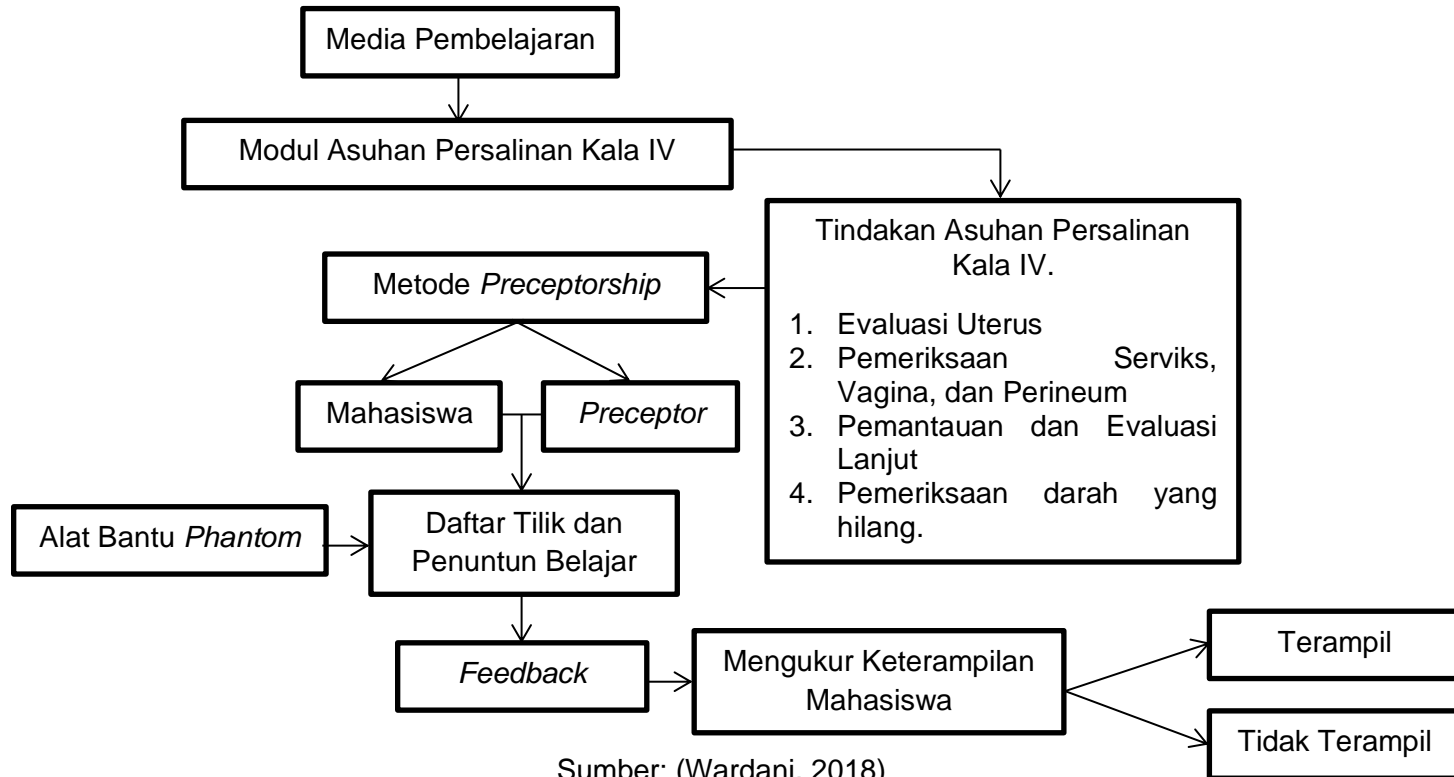 Media Pembelajaran
Modul Asuhan Persalinan Kala IV
Tindakan Asuhan Persalinan
Kala IV.
1. Evaluasi Uterus
2. Pemeriksaan Serviks,
Vagina, dan Perineum
3. Pemantauan dan Evaluasi
Lanjut
4. Pemeriksaan darah yang
hilang.
Metode Preceptorship
Mahasiswa
Preceptor
Alat Bantu Phantom
Daftar Tilik dan
Penuntun Belajar
Feedback
Mengukur Keterampilan
Mahasiswa
Terampil
Tidak Terampil
Sumber: (Wardani, 2018)